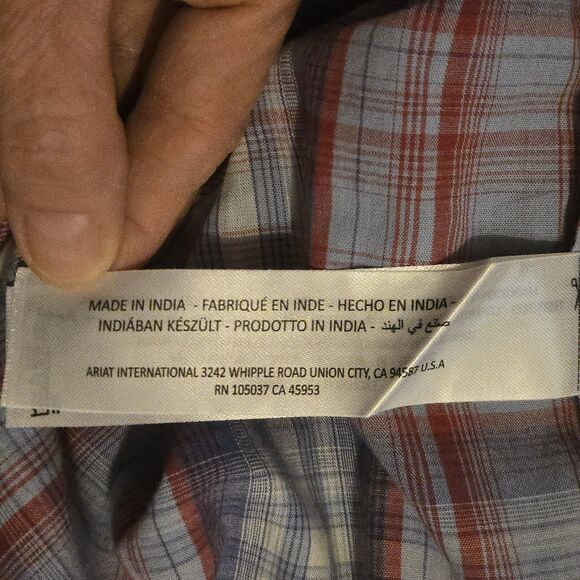 MADE IN INDIA - FABRIQUÉ EN INDE - HECHO EN INDIA -
INDIÁBAN KÉSZÜLT - PRODOTTO IN INDIA - صنع في الهند
ARIAT INTERNATIONAL 3242 WHIPPLE ROAD UNION CITY, CA 94587 U.S.A
RN 105037 CA 45953